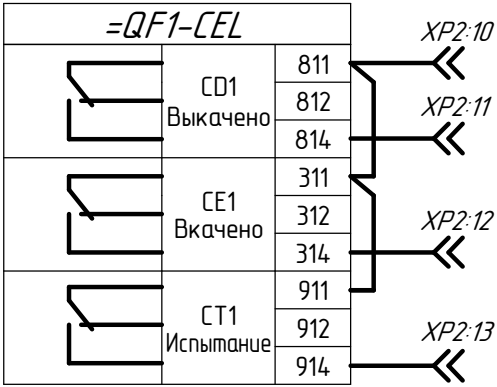 =QF1-CEL
XP2:10
811
CD1
Выкачено
812
XP2:11
814
311
CE1
Вкачено
312
XP2:12
314
911
CT1
Испытание
912
XP2:13
914